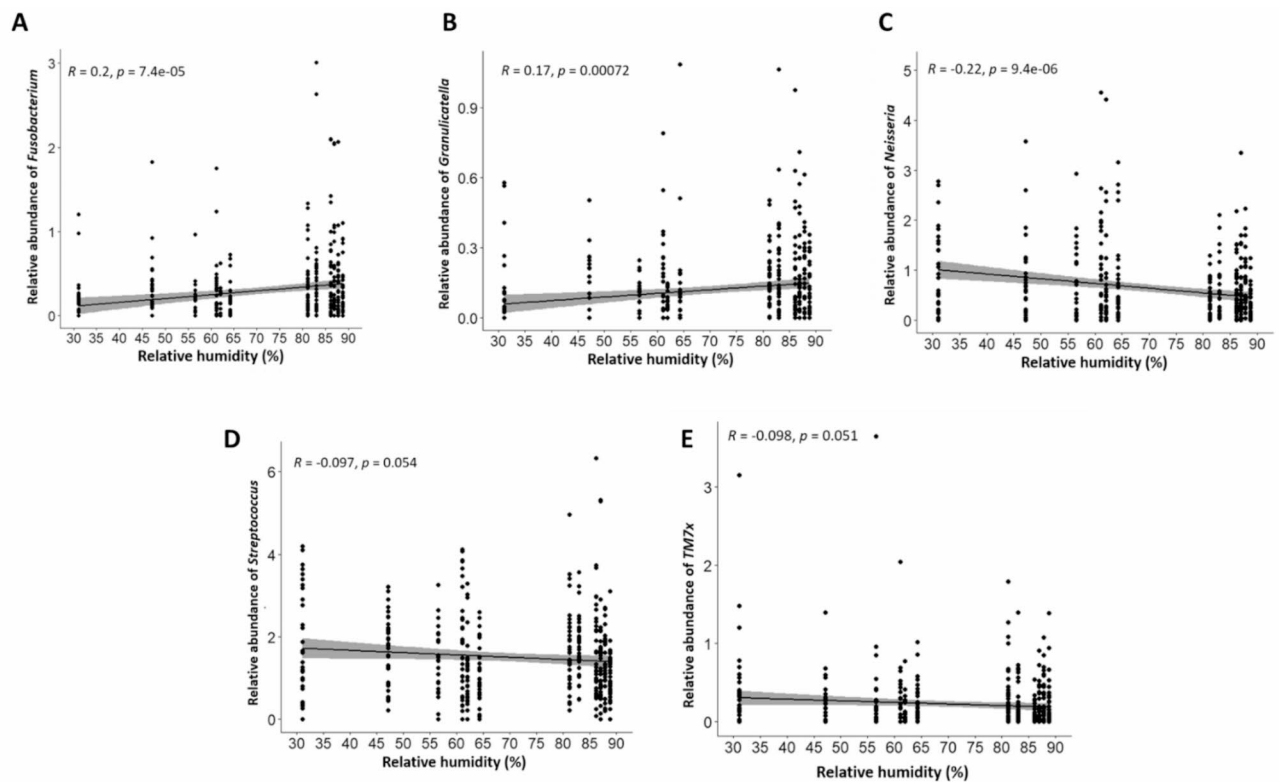 A
R = 0.2, p = 7.4e-05
Relative abundance of Fusobacterium
3
2
1
0
30 35 40 45 50 55 60 65 70 75 80 85 90
Relative humidity (%)
B
R = 0.17, p = 0.00072
Relative abundance of Granulicatella
0.9
0.6
0.3
0.0
30 35 40 45 50 55 60 65 70 75 80 85 90
Relative humidity (%)
C
R = -0.22, p = 9.4e-06
Relative abundance of Neisseria
5
4
3
2
1
0
30 35 40 45 50 55 60 65 70 75 80 85 90
Relative humidity (%)
D
R = -0.097, p = 0.054
Relative abundance of Streptococcus
6
4
2
0
30 35 40 45 50 55 60 65 70 75 80 85 90
Relative humidity (%)
E
R = -0.098, p = 0.051
Relative abundance of TM7x
3
2
1
0
30 35 40 45 50 55 60 65 70 75 80 85 90
Relative humidity (%)